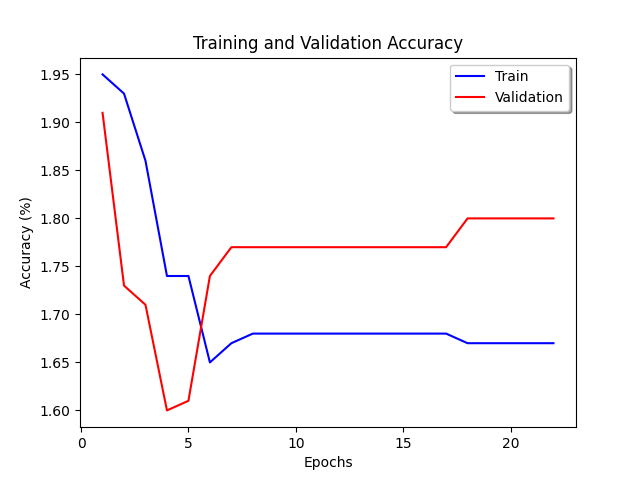 Training and Validation Accuracy
Train
Validation
Accuracy (%)
1.95
1.90
1.85
1.80
1.75
1.70
1.65
1.60
0 5 10 15 20
Epochs